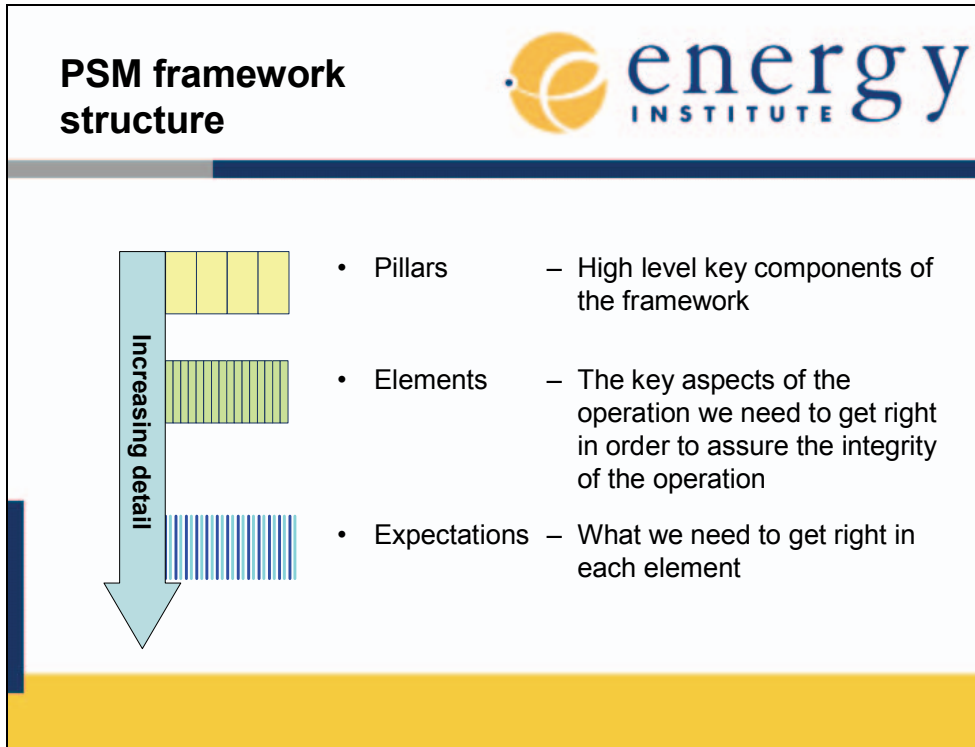 PSM framework
structure
energy
INSTITUTE
Increasing detail
• Pillars – High level key components of
the framework
• Elements – The key aspects of the
operation we need to get right
in order to assure the integrity
of the operation
• Expectations – What we need to get right in
each element